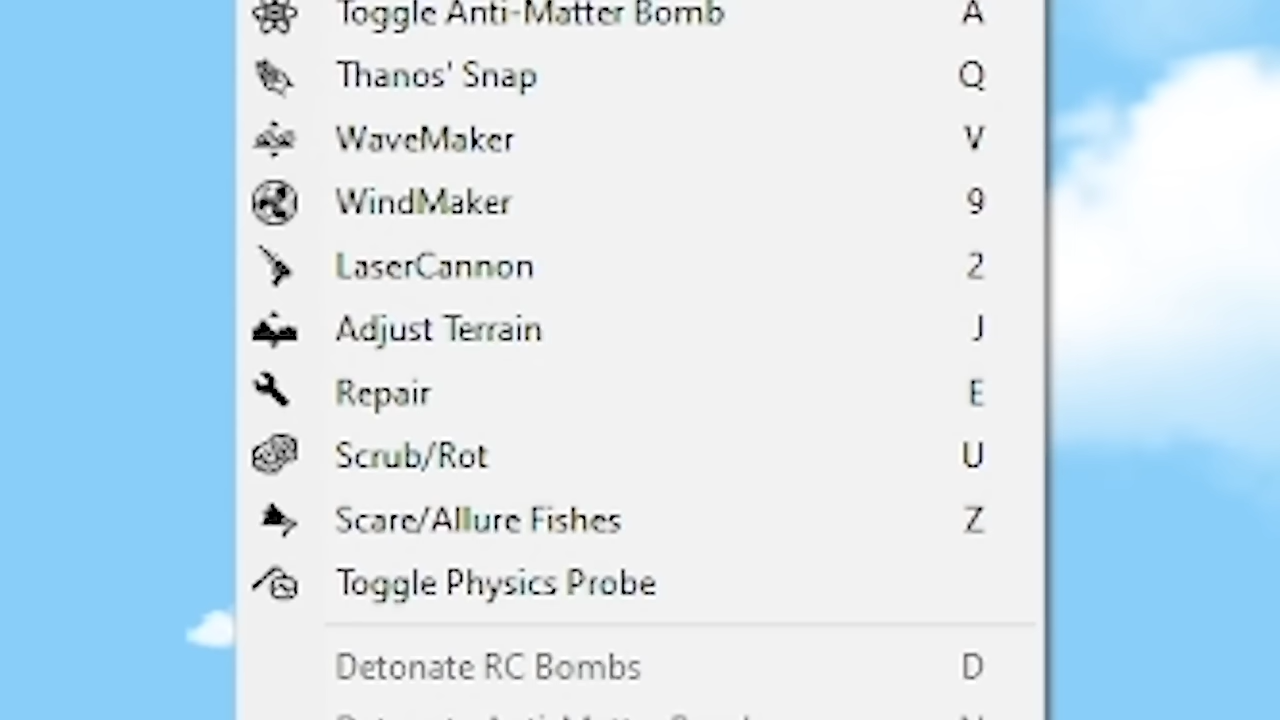 Toggle Anti-Matter Bomb A
Thanos' Snap Q
WaveMaker V
WindMaker 9
LaserCannon 2
Adjust Terrain J
Repair E
Scrub/Rot U
Scare/Allure Fishes Z
Toggle Physics Probe
Detonate RC Bombs D